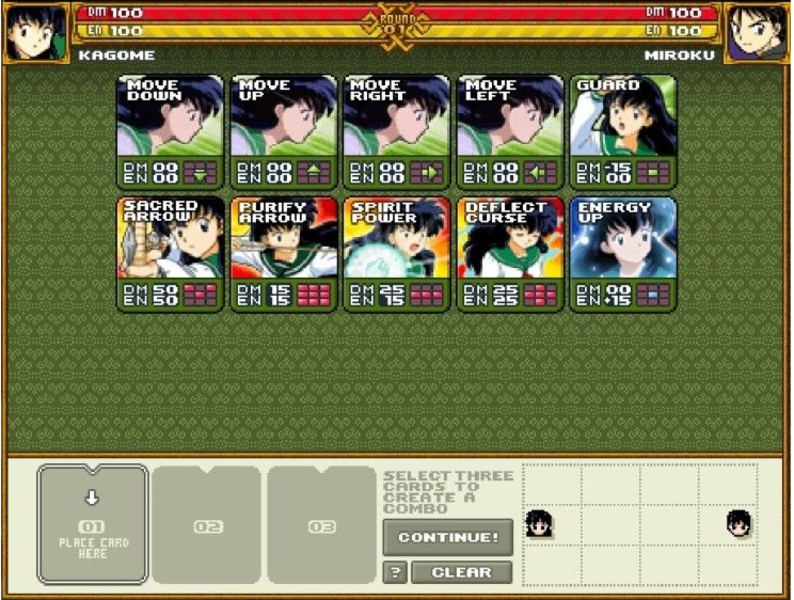 DM 100
ROUND
DM 100
EN 100
01
EN 100
KAGOME
MIROKU
MOVE
DOWN
DM 00
EN 00
MOVE
UP
DM 00
EN 00
MOVE
RIGHT
DM 00
EN 00
MOVE
LEFT
DM 00
EN 00
GUARD
DM -15
EN 00
SACRED
ARROW
DM 50
EN 50
PURIFY
ARROW
DM 15
EN 15
SPIRIT
POWER
DM 25
EN 15
DEFLECT
CURSE
DM 25
EN 25
ENERGY
UP
DM 00
EN +15
01
PLACE CARD
HERE
02
03
SELECT THREE
CARDS TO
CREATE A
COMBO
CONTINUE!
?
CLEAR